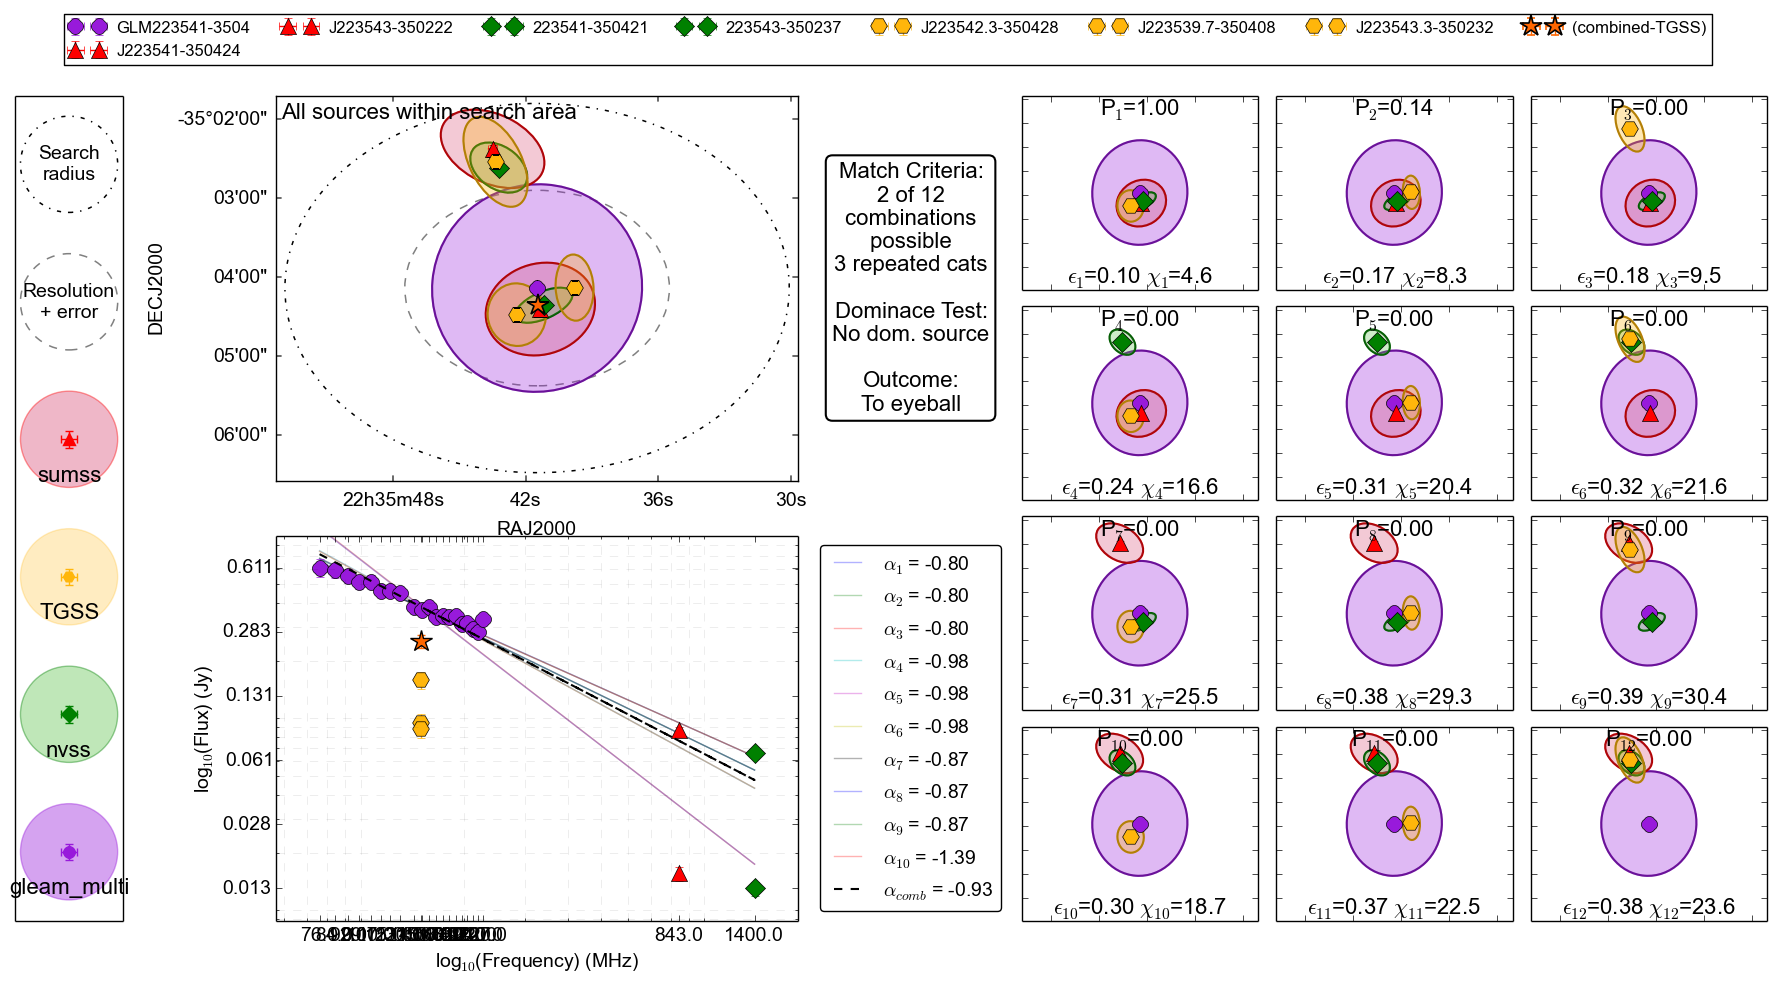 GLM223541-3504
J223543-350222
223541-350421
223543-350237
J223542.3-350428
J223539.7-350408
J223543.3-350232
(combined-TGSS)
J223541-350424
Search
radius
Resolution
+ error
sumss
TGSS
nvss
gleam_multi
All sources within search area
-35°02'00"
03'00"
04'00"
05'00"
06'00"
DECJ2000
22h35m48s
42s
36s
30s
RAJ2000
Match Criteria:
2 of 12
combinations
possible
3 repeated cats
Dominace Test:
No dom. source
Outcome:
To eyeball
0.611
0.283
0.131
0.061
0.028
0.013
log10(Flux) (Jy)
843.0
1400.0
log10(Frequency) (MHz)
α1 = -0.80
α2 = -0.80
α3 = -0.80
α4 = -0.98
α5 = -0.98
α6 = -0.98
α7 = -0.87
α8 = -0.87
α9 = -0.87
α10 = -1.39
αcomb = -0.93
P1=1.00
ϵ1=0.10 χ1=4.6
P2=0.14
ϵ2=0.17 χ2=8.3
P3=0.00
ϵ3=0.18 χ3=9.5
P4=0.00
ϵ4=0.24 χ4=16.6
P5=0.00
ϵ5=0.31 χ5=20.4
P6=0.00
ϵ6=0.32 χ6=21.6
P7=0.00
ϵ7=0.31 χ7=25.5
P8=0.00
ϵ8=0.38 χ8=29.3
P9=0.00
ϵ9=0.39 χ9=30.4
P10=0.00
ϵ10=0.30 χ10=18.7
P11=0.00
ϵ11=0.37 χ11=22.5
P12=0.00
ϵ12=0.38 χ12=23.6